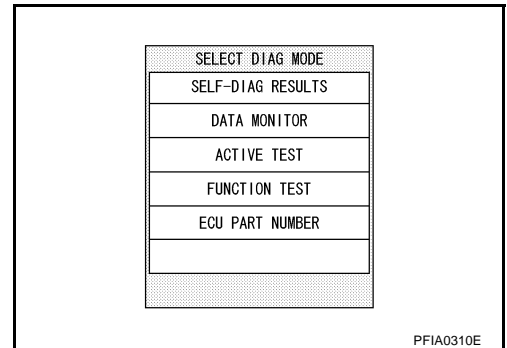 SELECT DIAG MODE
SELF-DIAG RESULTS
DATA MONITOR
ACTIVE TEST
FUNCTION TEST
ECU PART NUMBER
PFIA0310E